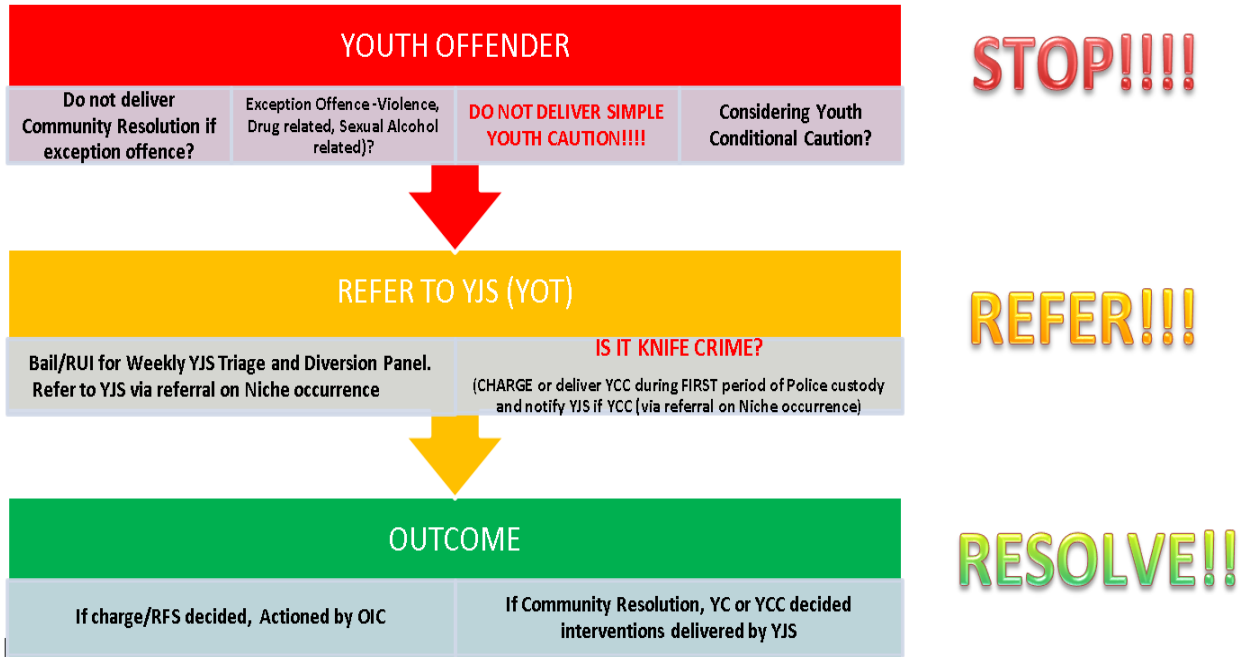 YOUTH OFFENDER
STOP!!!!
Do not deliver
Community Resolution if
exception offence?
Exception Offence -Violence,
Drug related, Sexual Alcohol
related)?
DO NOT DELIVER SIMPLE
YOUTH CAUTION!!!!
Considering Youth
Conditional Caution?
REFER TO YJS (YOT)
REFER!!!
Bail/RUI for Weekly YJS Triage and Diversion Panel.
Refer to YJS via referral on Niche occurrence
IS IT KNIFE CRIME?
(CHARGE or deliver YCC during FIRST period of Police custody
and notify YJS if YCC (via referral on Niche occurrence)
OUTCOME
RESOLVE!!
If charge/RFS decided, Actioned by OIC
If Community Resolution, YC or YCC decided
interventions delivered by YJS